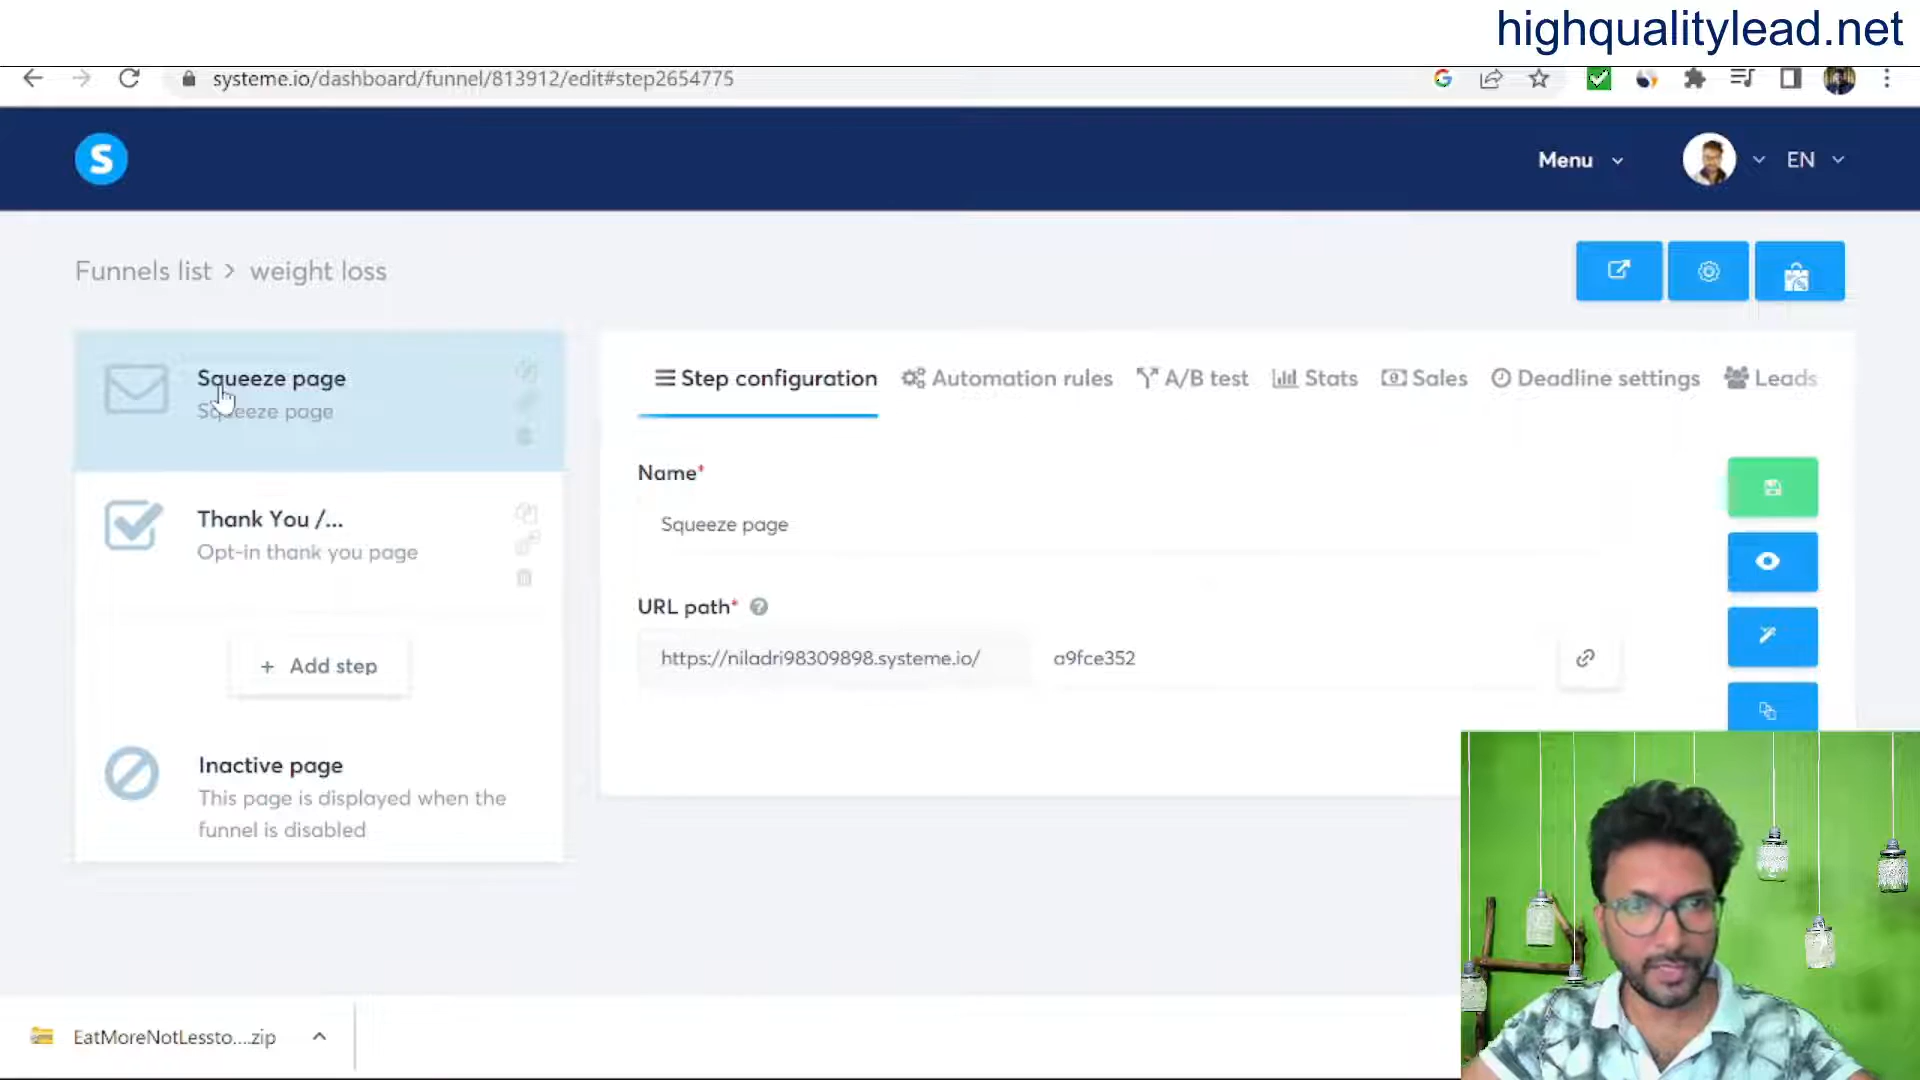 highqualitylead.net
systeme.io/dashboard/funnel/813912/edit#step2654775
S
Menu
EN
Funnels list > weight loss
Squeeze page
Squeeze page
Thank You /...
Opt-in thank you page
+ Add step
Inactive page
This page is displayed when the
funnel is disabled
Step configuration
Automation rules
A/B test
Stats
Sales
Deadline settings
Leads
Name*
Squeeze page
URL path* ?
https://niladri98309898.systeme.io/
a9fce352
EatMoreNotLessto....zip